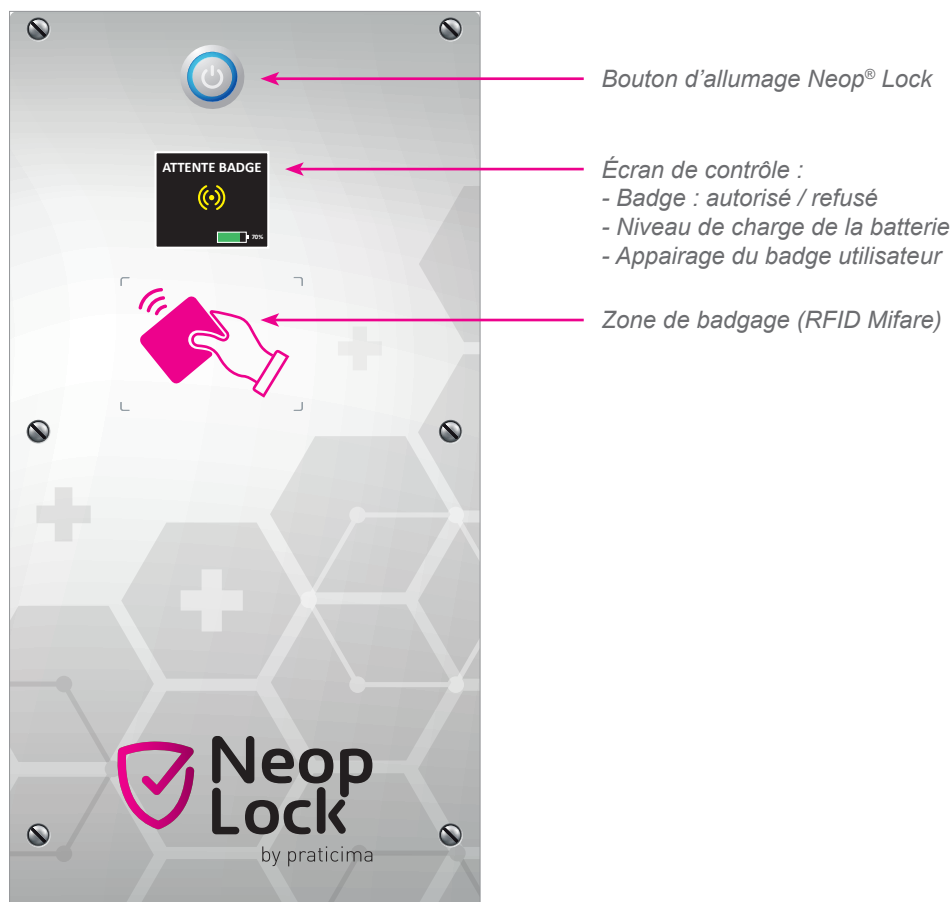 Bouton d'allumage Neop® Lock
ATTENTE BADGE
70%
Écran de contrôle :
- Badge : autorisé / refusé
- Niveau de charge de la batterie
- Appairage du badge utilisateur
Zone de badgage (RFID Mifare)
Neop
Lock
by praticima